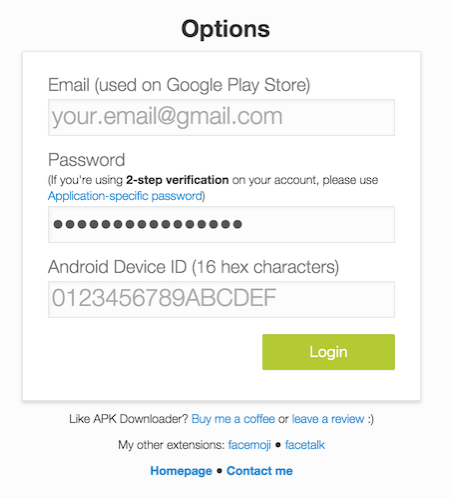 Options
Email (used on Google Play Store)
your.email@gmail.com
Password
(If you're using 2-step verification on your account, please use
Application-specific password)
●●●●●●●●●●●●●●●●
Android Device ID (16 hex characters)
0123456789ABCDEF
Login
Like APK Downloader? Buy me a coffee or leave a review :)
My other extensions: facemoji ● facetalk
Homepage ● Contact me